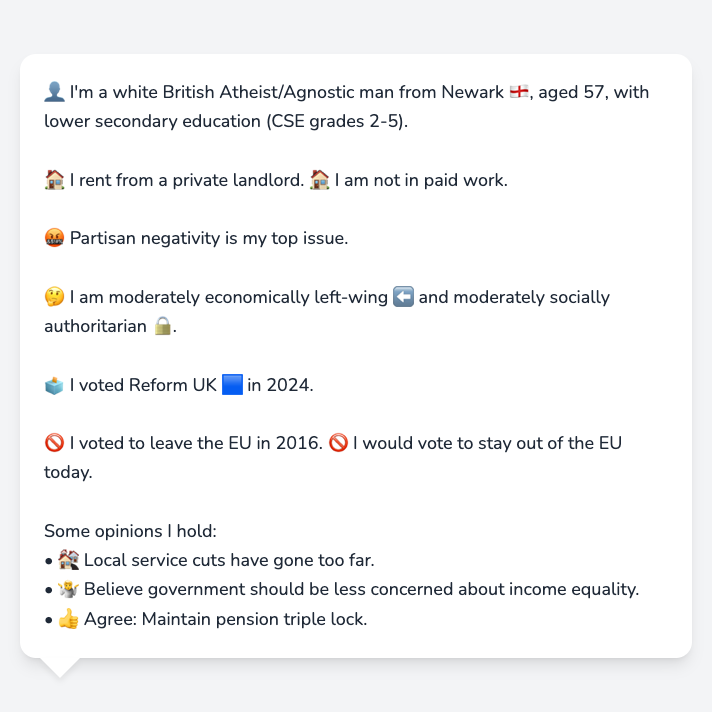 👤 I'm a white British Atheist/Agnostic man from Newark 🏴󠁧󠁢󠁥󠁮󠁧󠁿, aged 57, with
lower secondary education (CSE grades 2-5).
🏠 I rent from a private landlord. 🏠 I am not in paid work.
🤬 Partisan negativity is my top issue.
🤔 I am moderately economically left-wing ⬅️ and moderately socially
authoritarian 🔒.
🗳️ I voted Reform UK 🟦 in 2024.
🚫 I voted to leave the EU in 2016. 🚫 I would vote to stay out of the EU
today.
Some opinions I hold:
• 🏚️ Local service cuts have gone too far.
• 🤷 Believe government should be less concerned about income equality.
• 👍 Agree: Maintain pension triple lock.